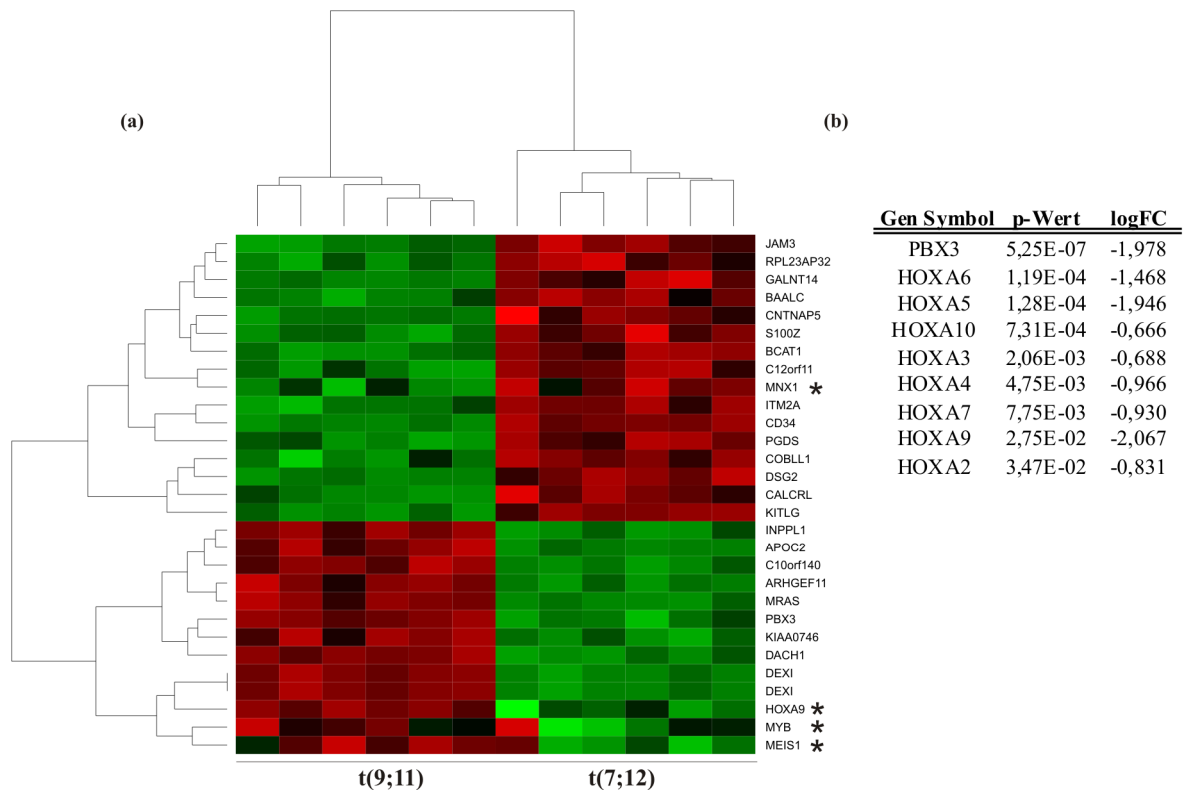 (a)
(b)
JAM3
RPL23AP32
GALNT14
BAALC
CNTNAP5
S100Z
BCAT1
C12orf11
MNX1 *
ITM2A
CD34
PGDS
COBLL1
DSG2
CALCRL
KITLG
INPPL1
APOC2
C10orf140
ARHGEF11
MRAS
PBX3
KIAA0746
DACH1
DEXI
DEXI
HOXA9 *
MYB *
MEIS1 *
t(9;11) t(7;12)
Gen Symbol p-Wert logFC
PBX3 5,25E-07 -1,978
HOXA6 1,19E-04 -1,468
HOXA5 1,28E-04 -1,946
HOXA10 7,31E-04 -0,666
HOXA3 2,06E-03 -0,688
HOXA4 4,75E-03 -0,966
HOXA7 7,75E-03 -0,930
HOXA9 2,75E-02 -2,067
HOXA2 3,47E-02 -0,831